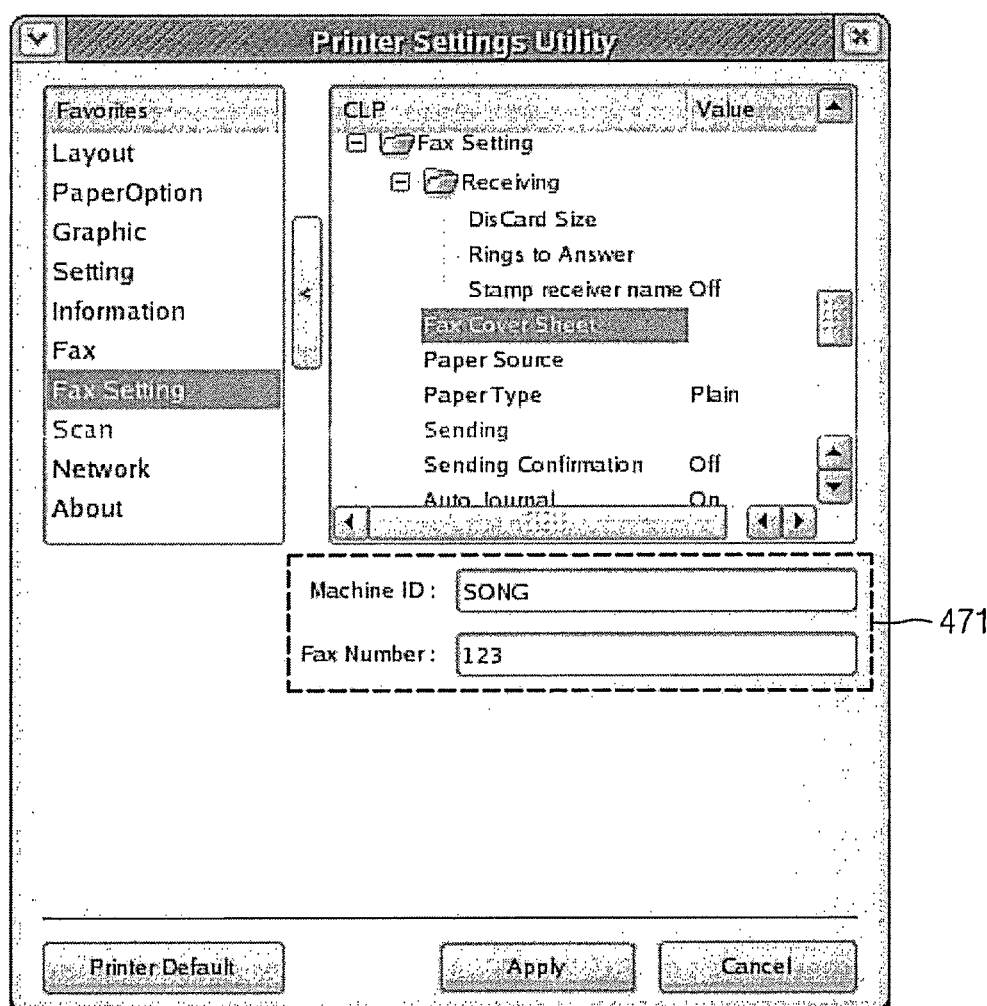 Printer Settings Utility
Favorites
Layout
PaperOption
Graphic
Setting
Information
Fax
Fax Setting
Scan
Network
About
<
CLP Value
Fax Setting
Receiving
DisCard Size
Rings to Answer
Stamp receiver name Off
Fax Cover Sheet
Paper Source
Paper Type Plain
Sending
Sending Confirmation Off
Auto Journal On
Machine ID : SONG
Fax Number : 123
471
Printer Default Apply Cancel